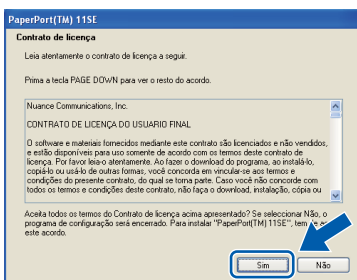 PaperPort(TM) 11SE
Contrato de licença
Leia atentamente o contrato de licença a seguir.
Prima a tecla PAGE DOWN para ver o resto do acordo.
Nuance Communications, Inc.
CONTRATO DE LICENÇA DO USUARIO FINAL
O software e materiais fornecidos mediante este contrato são licenciados e não vendidos,
e estão disponíveis para uso somente de acordo com os termos deste contrato de
licença. Por favor leia-o atentamente. Ao fazer o download do programa, ao instalá-lo,
copiá-lo ou usá-lo de outras formas, você concorda em vincular-se aos termos e
condições do presente contrato, do qual se torna parte. Caso você não concorde com
todos os termos e condições deste contrato, não faça o download, instalação, cópia ou
Aceita todos os termos do Contrato de licença acima apresentado? Se seleccionar Não, o
programa de configuração será encerrado. Para instalar "PaperPort(TM) 11SE", tem de
este acordo.
Sim
Não